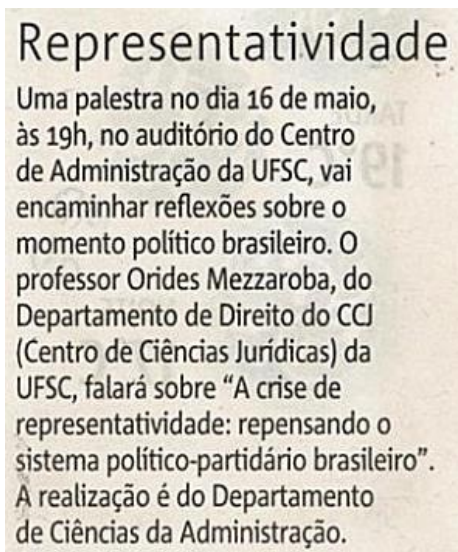 Representatividade
Uma palestra no dia 16 de maio,
às 19h, no auditório do Centro
de Administração da UFSC, vai
encaminhar reflexões sobre o
momento político brasileiro. O
professor Orides Mezzaroba, do
Departamento de Direito do CCJ
(Centro de Ciências Jurídicas) da
UFSC, falará sobre “A crise de
representatividade: repensando o
sistema político-partidário brasileiro”.
A realização é do Departamento
de Ciências da Administração.